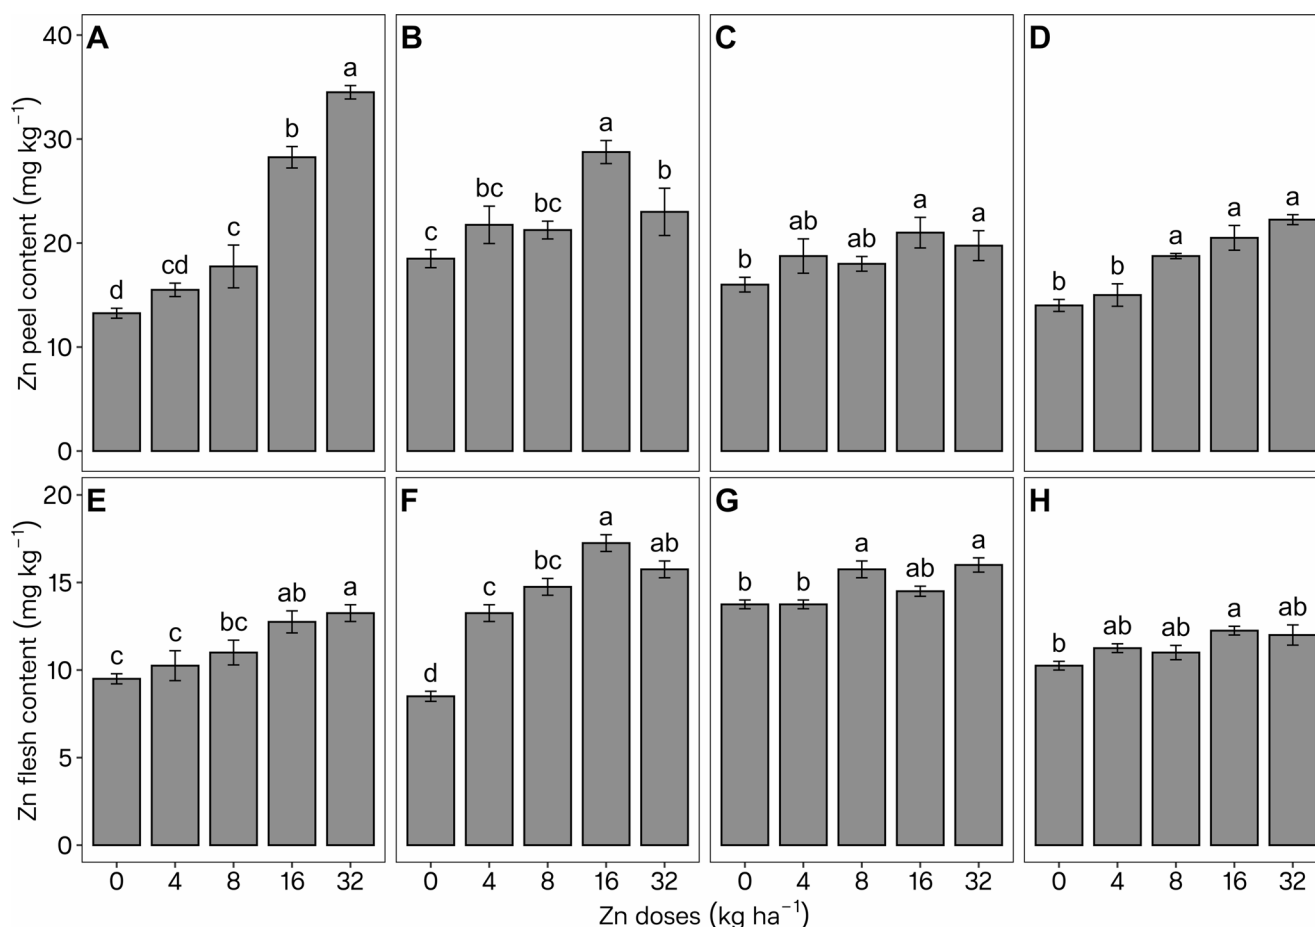 A B C D
Zn peel content (mg kg⁻¹)
40
30
20
10
0
d cd c b a
c bc bc a b
b ab ab a a
b b a a a
E F G H
Zn flesh content (mg kg⁻¹)
20
15
10
5
0
c c bc ab a
d c bc a ab
b b a ab a
b ab ab a ab
0 4 8 16 32 0 4 8 16 32 0 4 8 16 32 0 4 8 16 32
Zn doses (kg ha⁻¹)